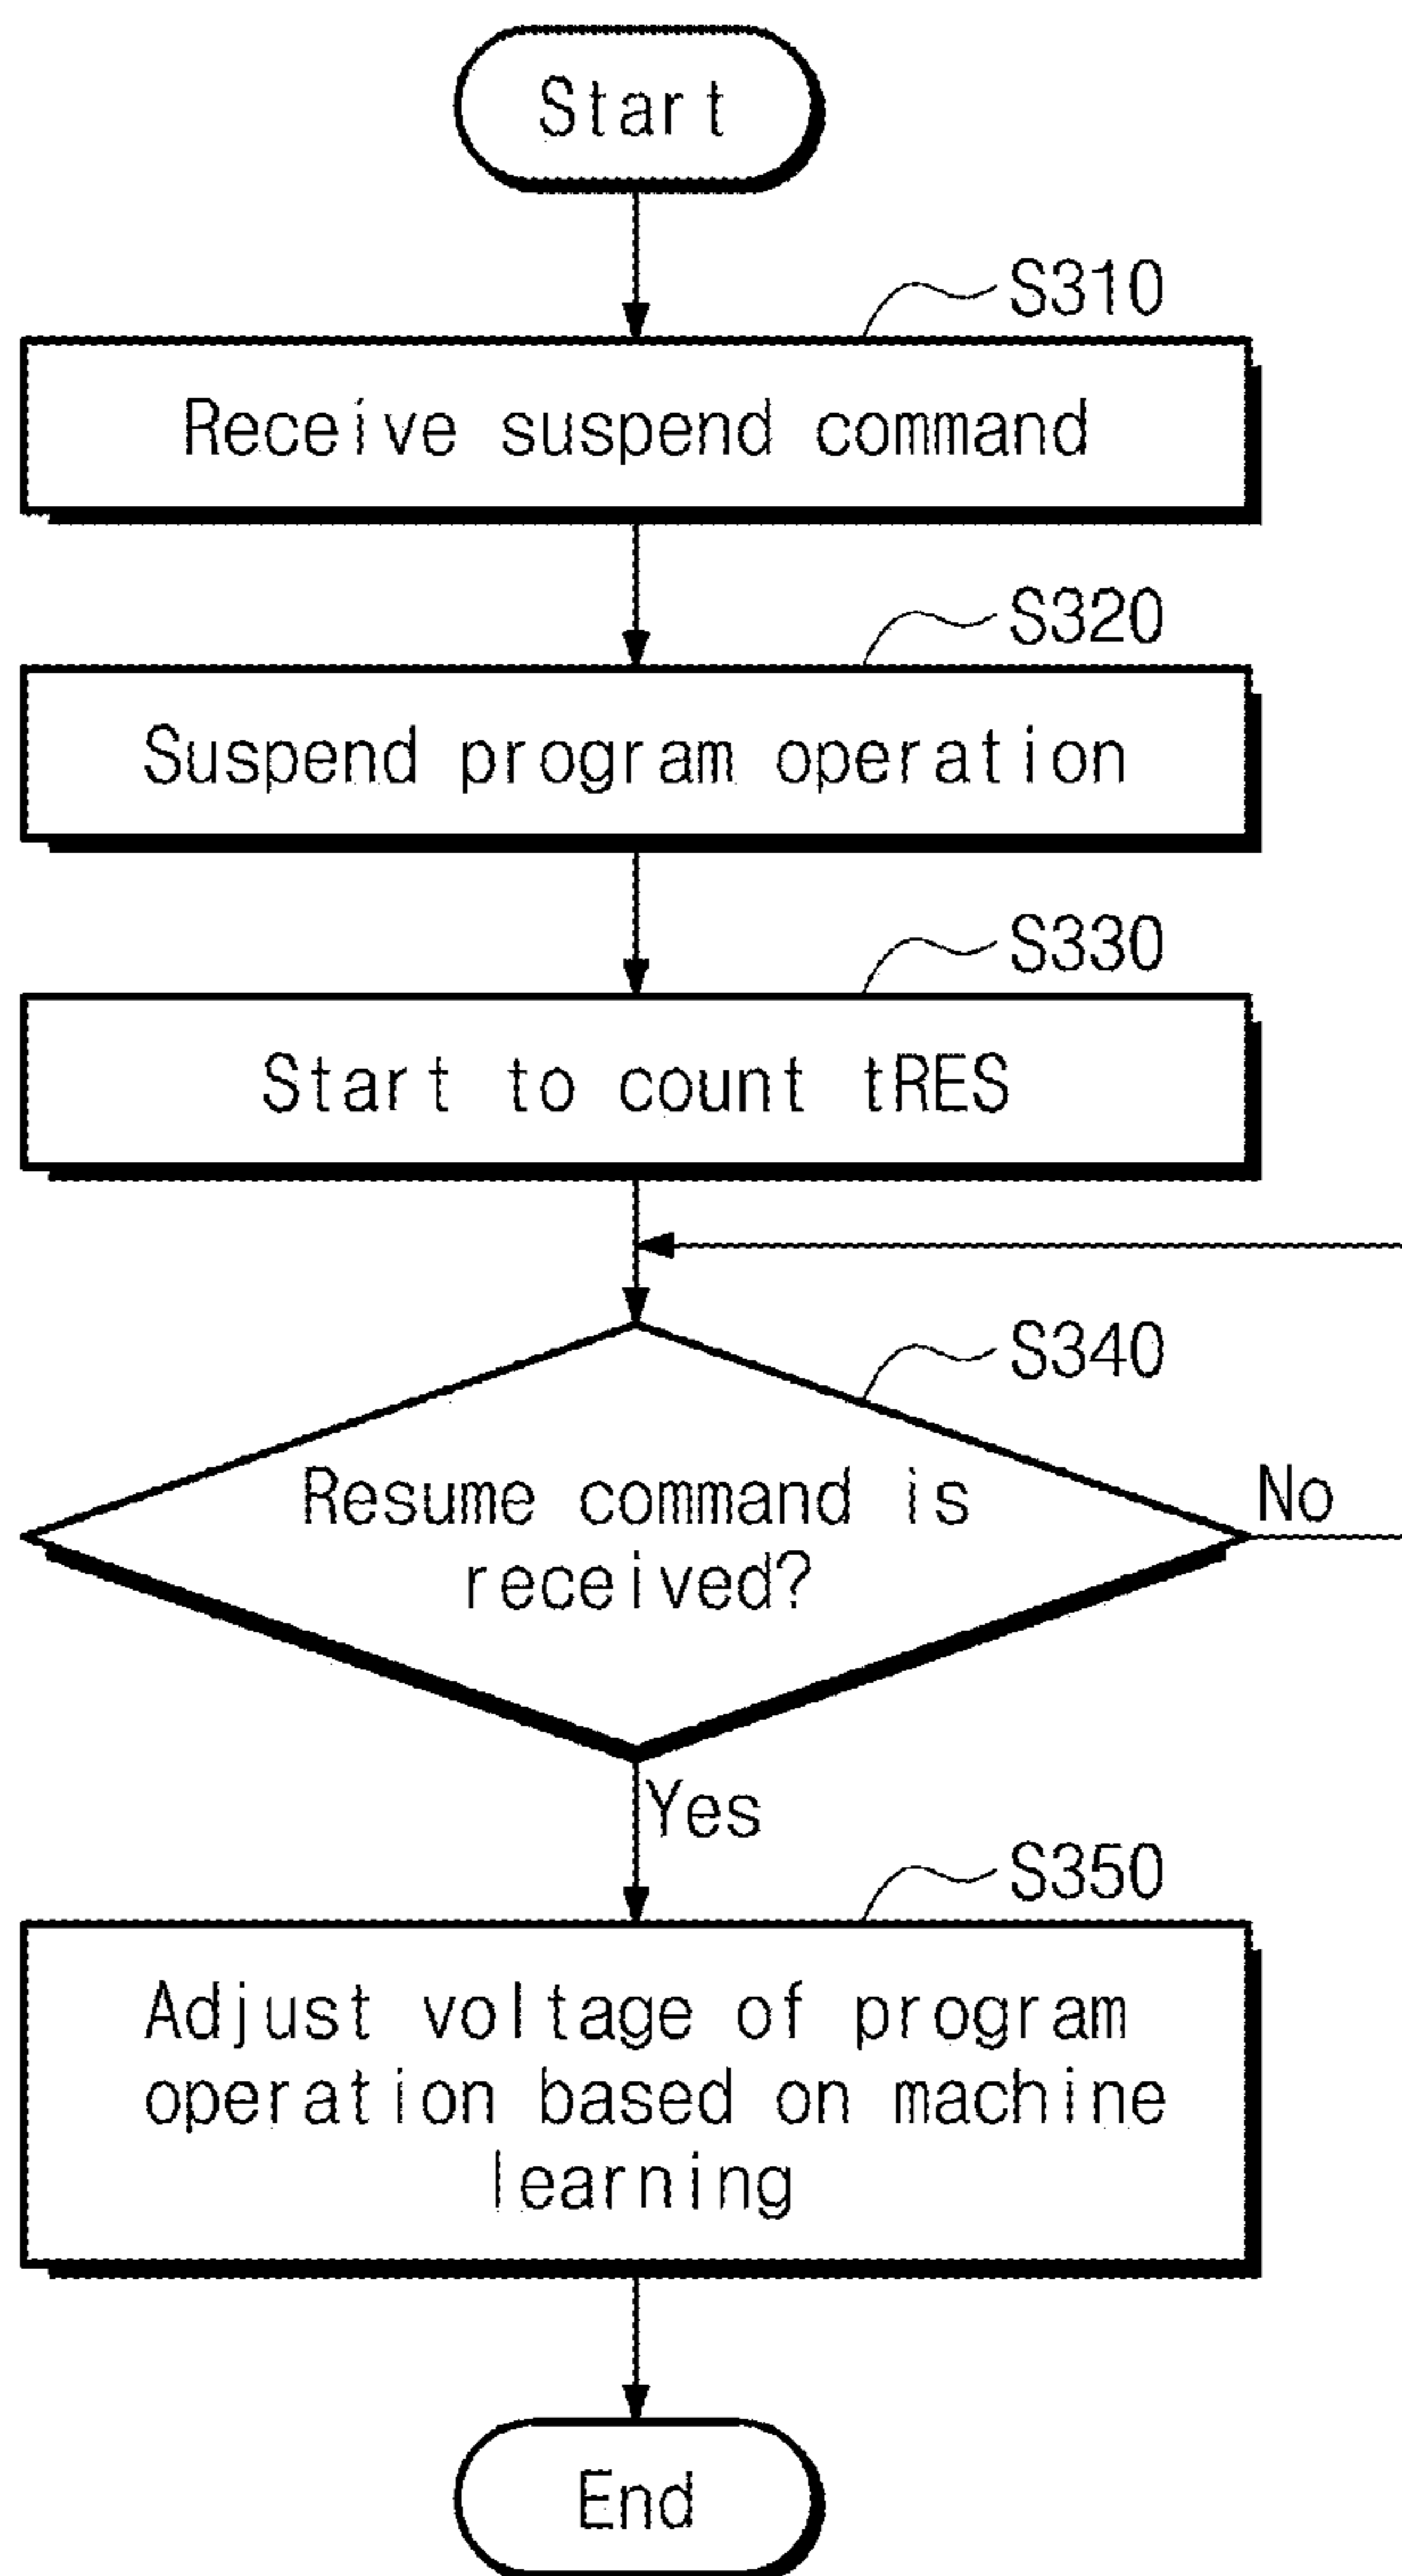 Start
S310
Receive suspend command
S320
Suspend program operation
S330
Start to count tRES
S340
Resume command is
received?
No
Yes
S350
Adjust voltage of program
operation based on machine
learning
End